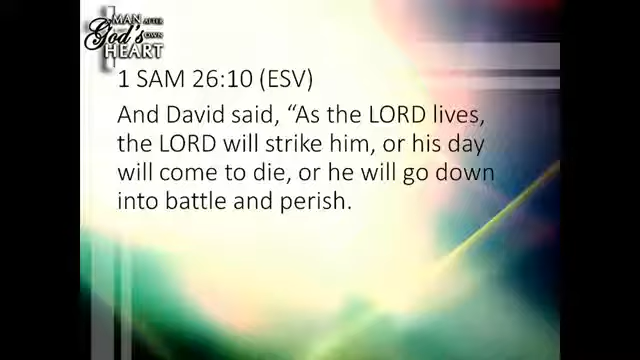 MAN AFTER
God's OWN
HEART
1 SAM 26:10 (ESV)
And David said, “As the LORD lives,
the LORD will strike him, or his day
will come to die, or he will go down
into battle and perish.